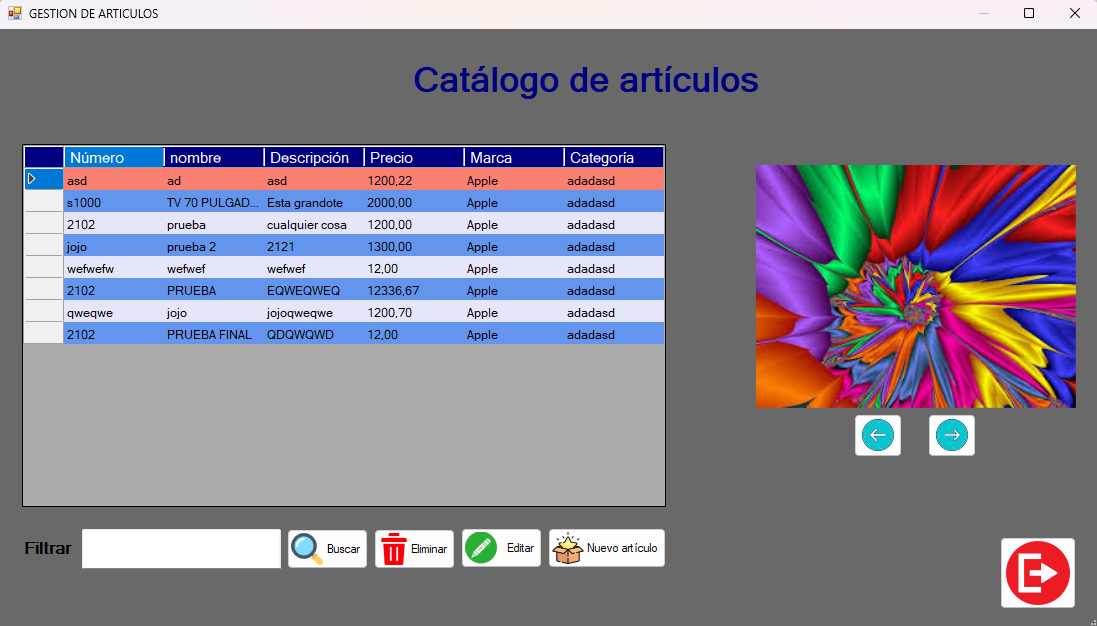 GESTION DE ARTICULOS
Catálogo de artículos
Número nombre Descripción Precio Marca Categoría
asd ad asd 1200,22 Apple adadasd
s1000 TV 70 PULGAD... Esta grandote 2000,00 Apple adadasd
2102 prueba cualquier cosa 1200,00 Apple adadasd
jojo prueba 2 2121 1300,00 Apple adadasd
wefwefw wefwef wefwef 12,00 Apple adadasd
2102 PRUEBA EQWEQWEQ 12336,67 Apple adadasd
qweqwe jojo jojoqweqwe 1200,70 Apple adadasd
2102 PRUEBA FINAL QDQWQWD 12,00 Apple adadasd
Filtrar Buscar Eliminar Editar Nuevo artículo